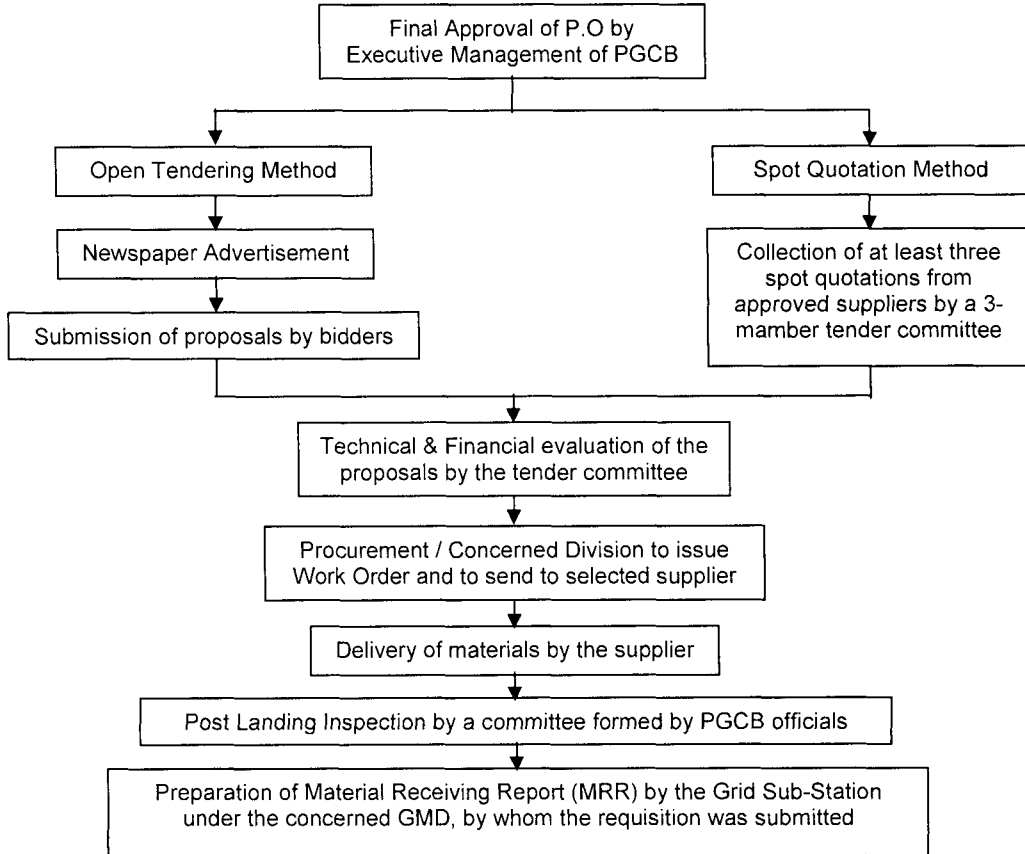 Final Approval of P.O by
Executive Management of PGCB
Open Tendering Method
Spot Quotation Method
Newspaper Advertisement
Collection of at least three
spot quotations from
approved suppliers by a 3-
mamber tender committee
Submission of proposals by bidders
Technical & Financial evaluation of the
proposals by the tender committee
Procurement / Concerned Division to issue
Work Order and to send to selected supplier
Delivery of materials by the supplier
Post Landing Inspection by a committee formed by PGCB officials
Preparation of Material Receiving Report (MRR) by the Grid Sub-Station
under the concerned GMD, by whom the requisition was submitted